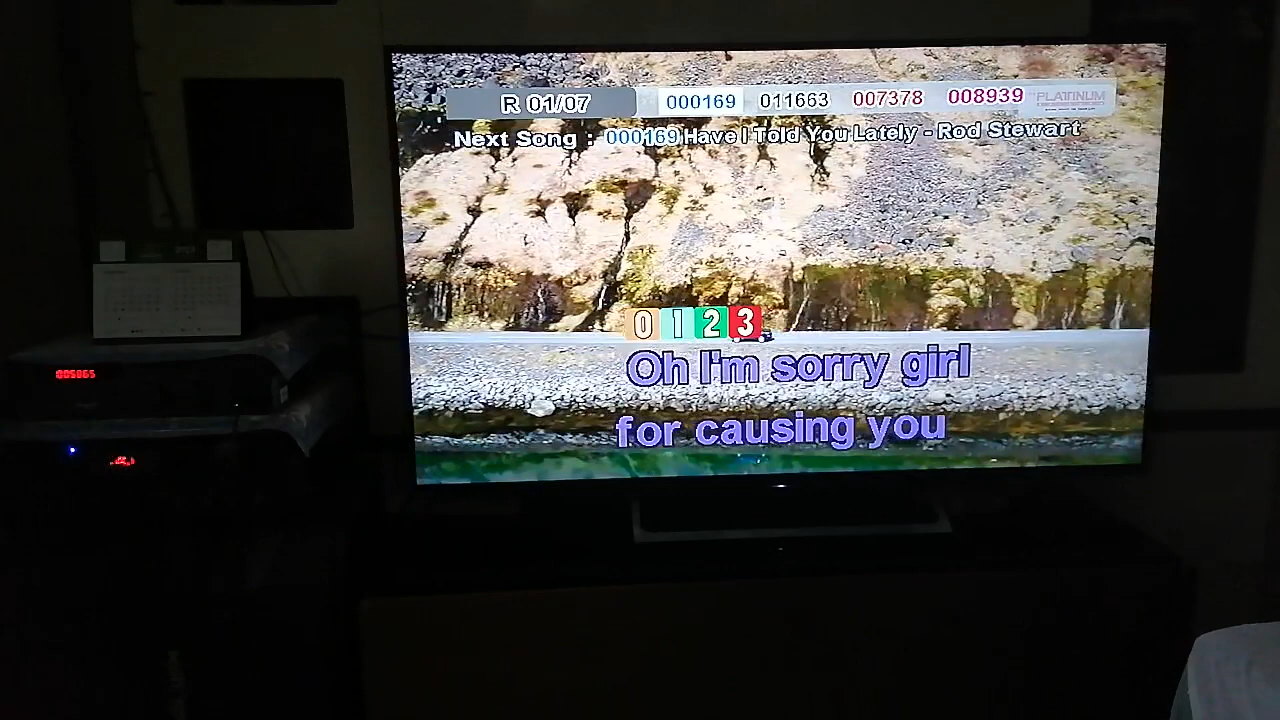 R 01/07 000169 011663 007378 008939 PLATINUM
Next Song : 000169 Have I Told You Lately - Rod Stewart
0 1 2 3
Oh I'm sorry girl
for causing you
005065